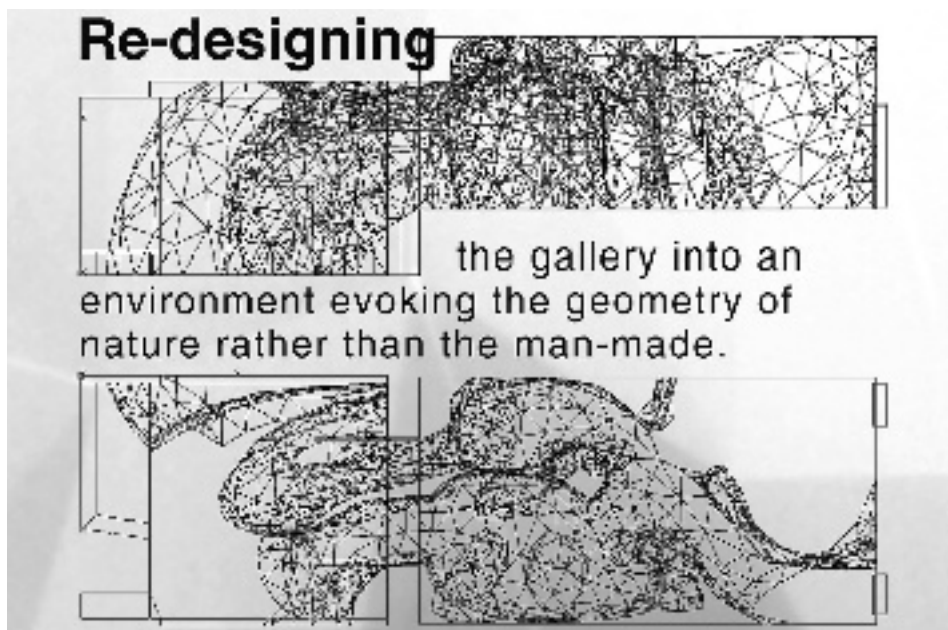 Re-designing
the gallery into an
environment evoking the geometry of
nature rather than the man-made.